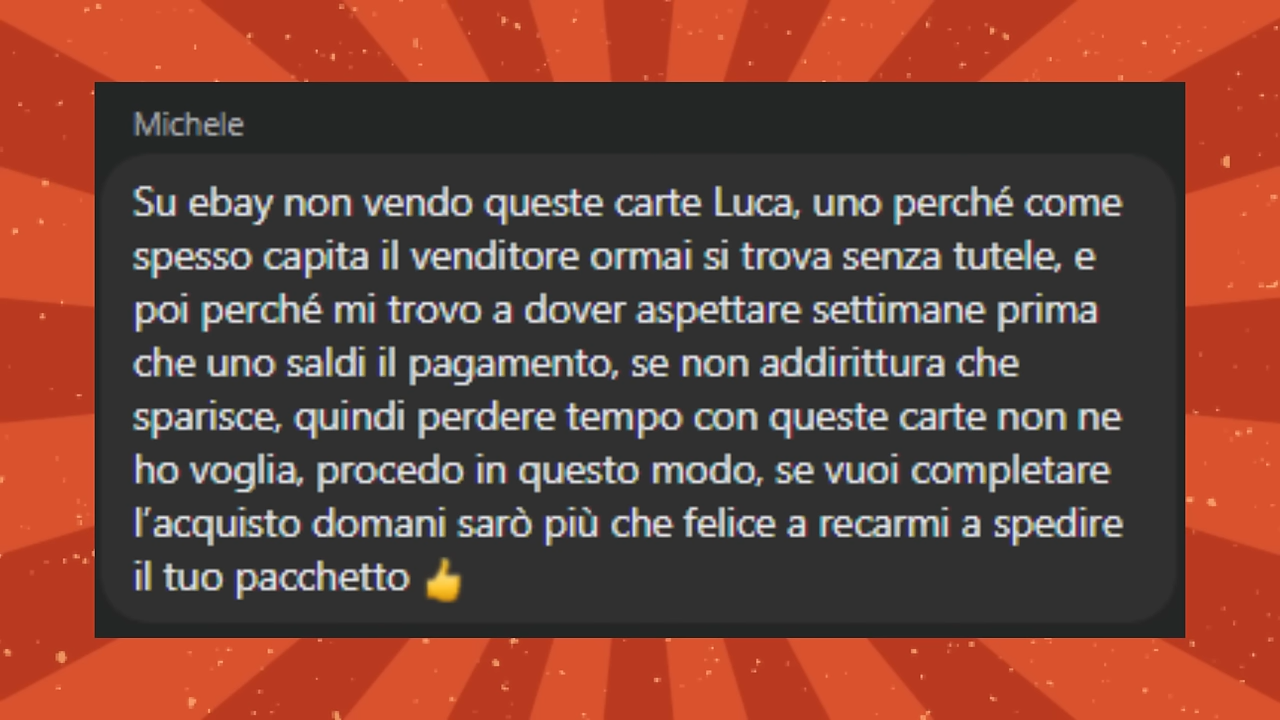 Michele
Su ebay non vendo queste carte Luca, uno perché come
spesso capita il venditore ormai si trova senza tutele, e
poi perché mi trovo a dover aspettare settimane prima
che uno saldi il pagamento, se non addirittura che
sparisce, quindi perdere tempo con queste carte non ne
ho voglia, procedo in questo modo, se vuoi completare
l'acquisto domani sarò più che felice a recarmi a spedire
il tuo pacchetto 👍